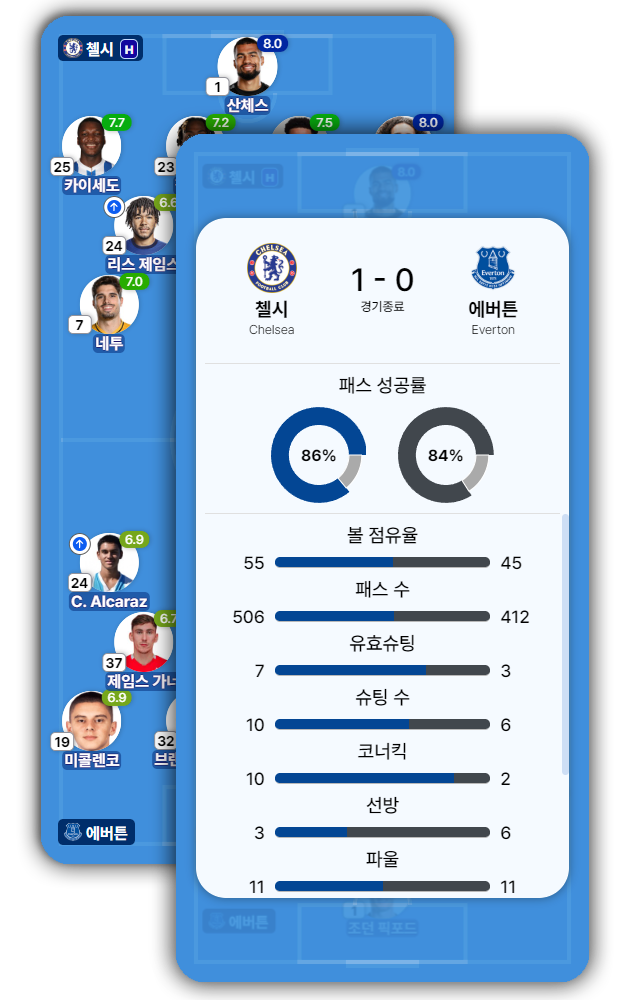 첼시 H
8.0
1
산체스
7.7
7.2
7.5
8.0
25
23
카이세도
6.6
24
리스 제임스
7.0
7
네투
6.9
24
C. Alcaraz
6.7
37
제임스 가너
6.9
19
32
미콜렌코
에버튼
첼시 H
8.0
CHELSEA
FOOTBALL CLUB
Everton
1 - 0
첼시
경기종료
에버튼
Chelsea
Everton
패스 성공률
86%
84%
볼 점유율
55
45
패스 수
506
412
유효슈팅
7
3
슈팅 수
10
6
코너킥
10
2
선방
3
6
파울
11
11
에버튼
1
조던 픽포드